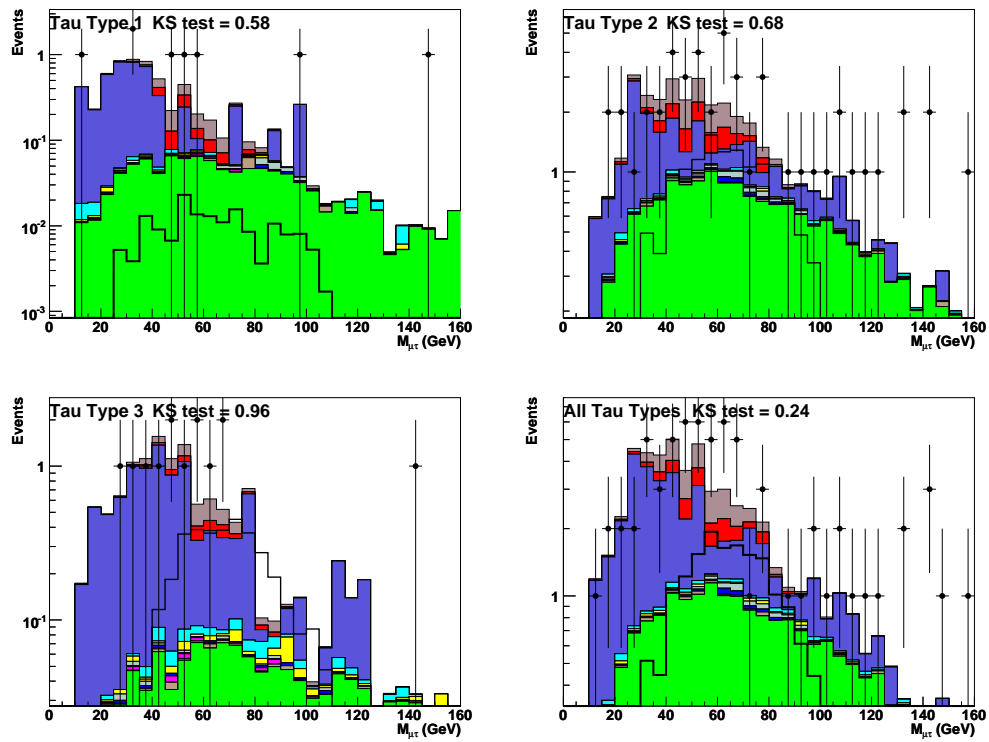 Tau Type 1 KS test = 0.58
Events
1
10⁻¹
10⁻²
10⁻³
0 20 40 60 80 100 120 140 160
M_μτ (GeV)
Tau Type 2 KS test = 0.68
Events
1
0 20 40 60 80 100 120 140 160
M_μτ (GeV)
Tau Type 3 KS test = 0.96
Events
1
10⁻¹
0 20 40 60 80 100 120 140 160
M_μτ (GeV)
All Tau Types KS test = 0.24
Events
1
0 20 40 60 80 100 120 140 160
M_μτ (GeV)